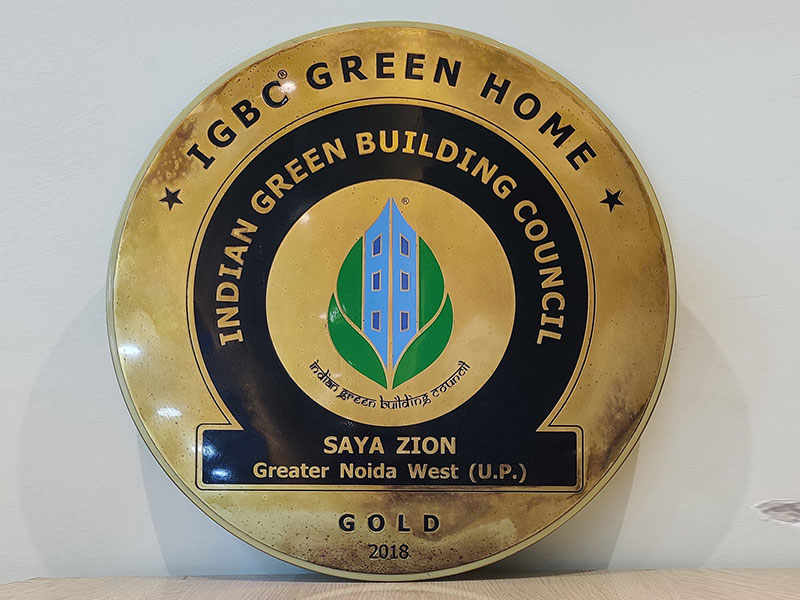 IGBC® GREEN HOME
INDIAN GREEN BUILDING COUNCIL
®
indian green building council
SAYA ZION
Greater Noida West (U.P.)
GOLD
2018